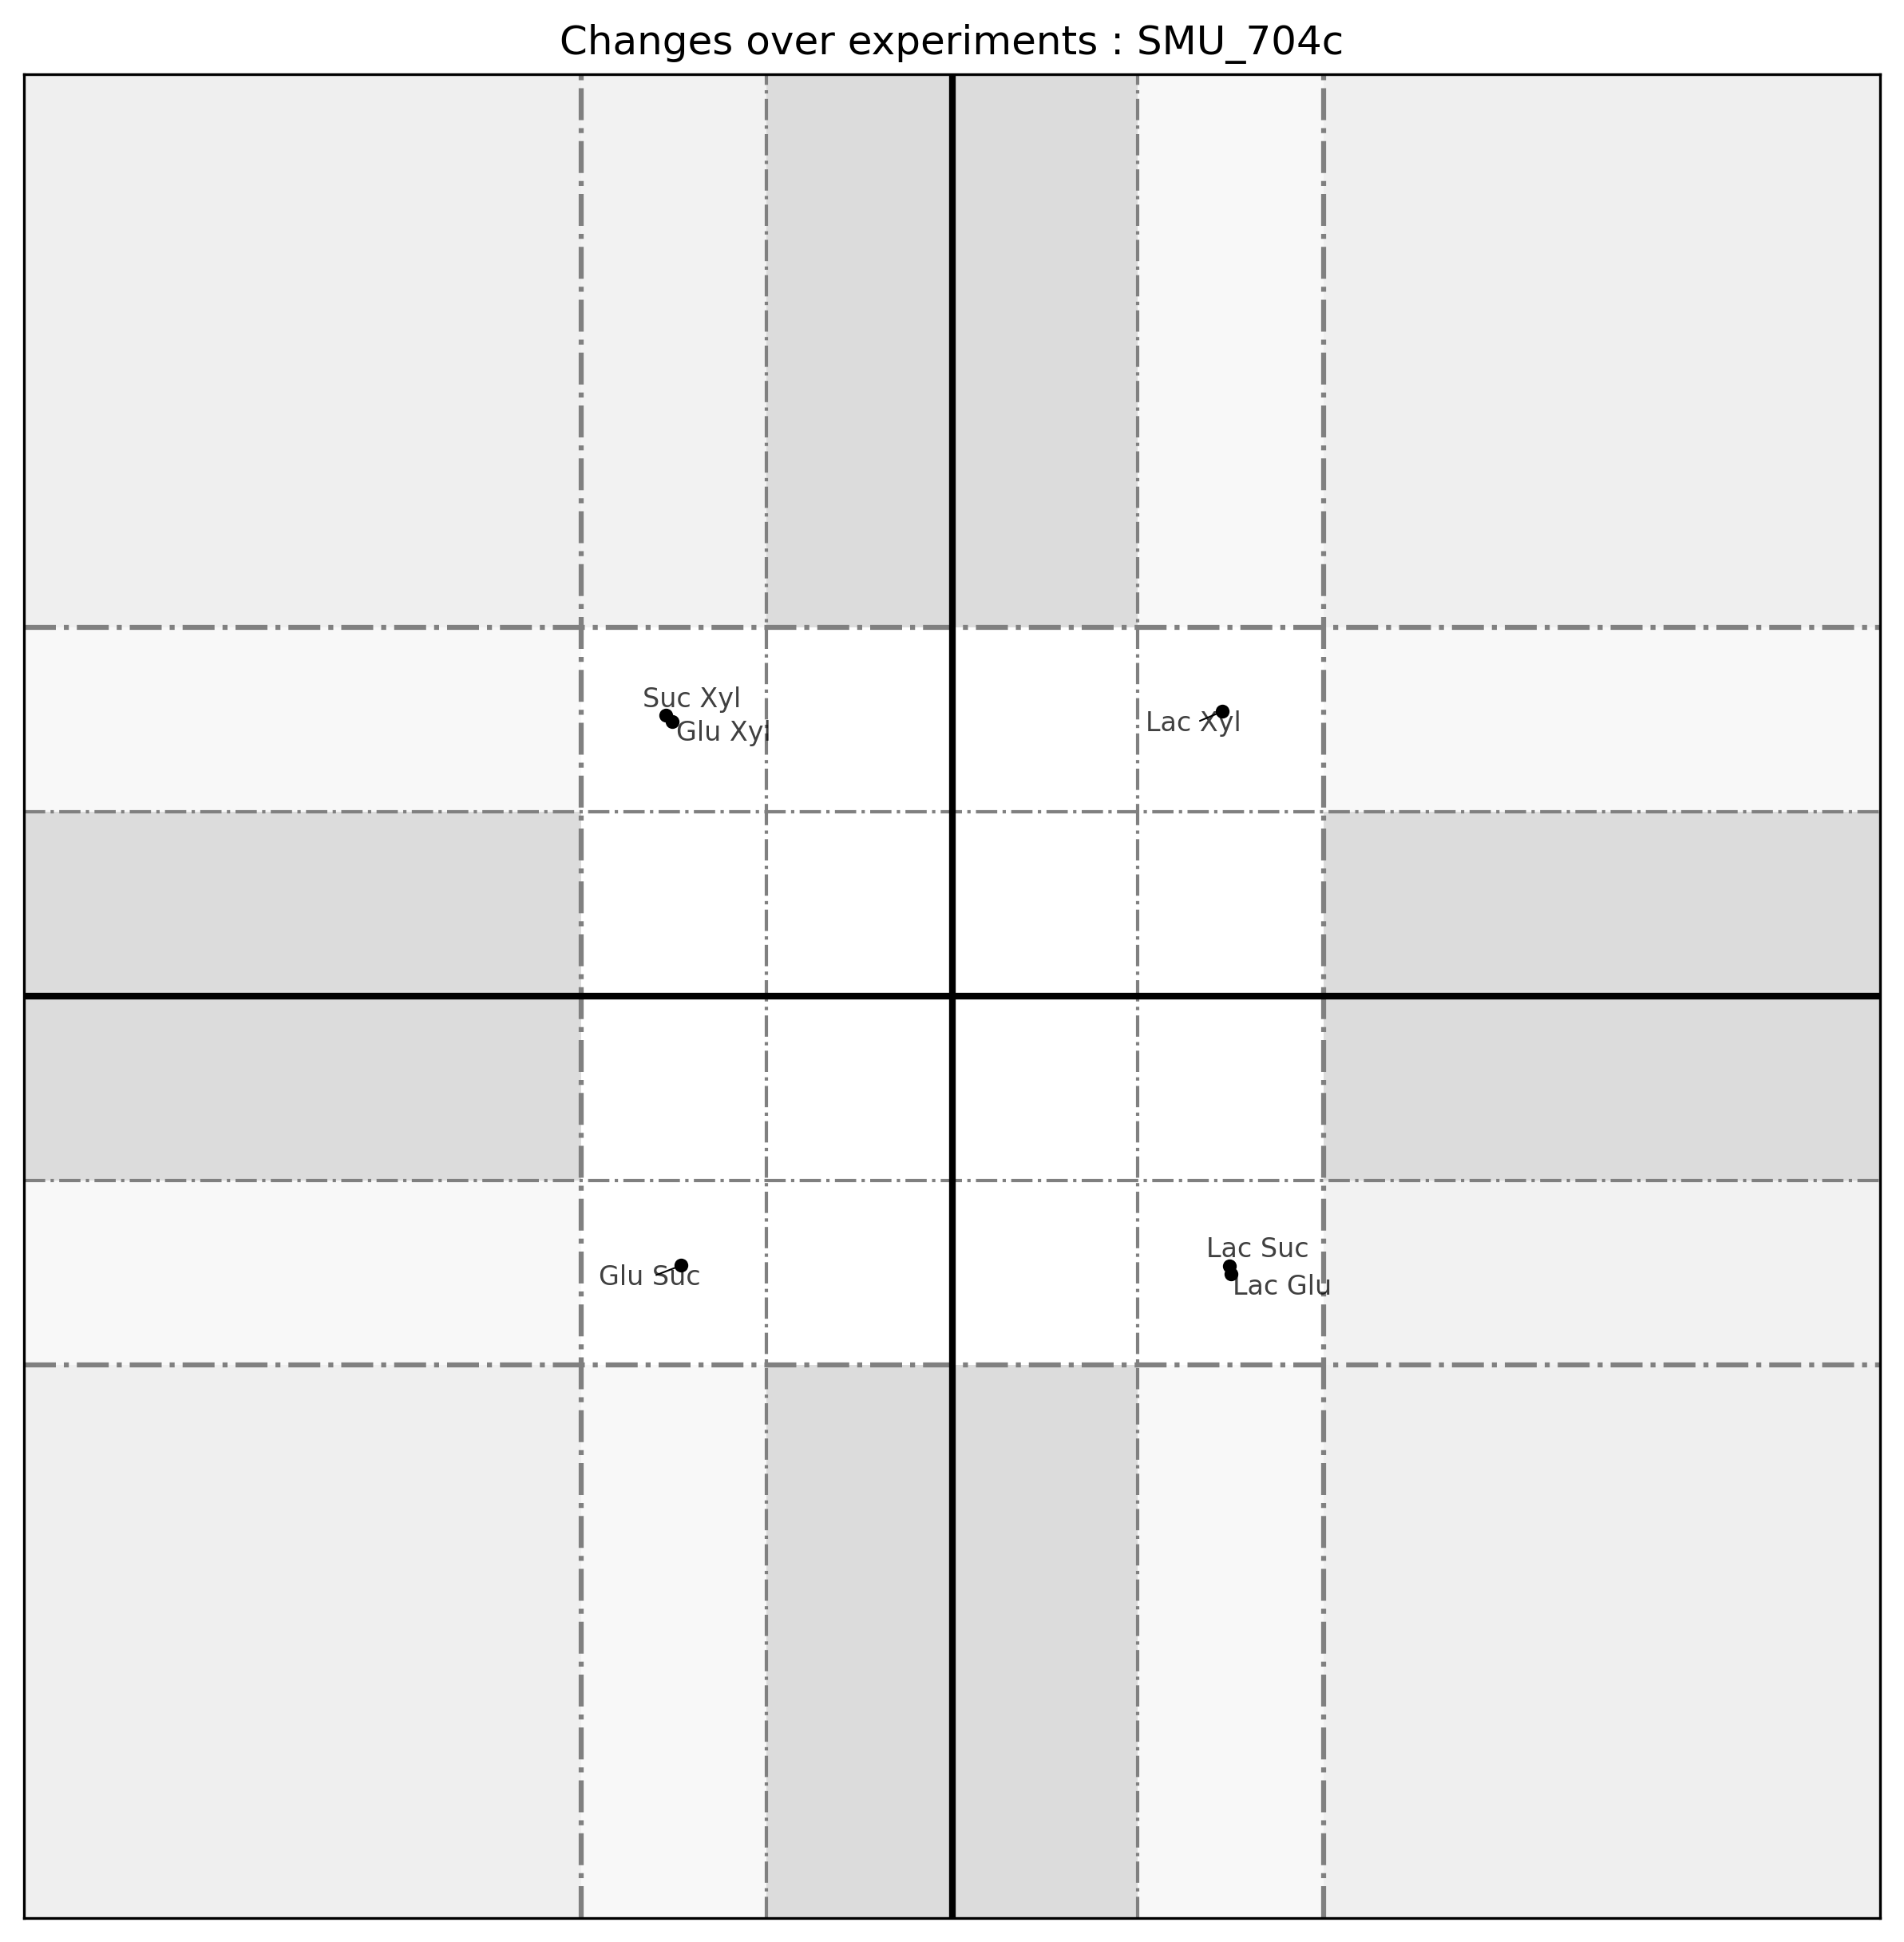 Changes over experiments : SMU_704c
Suc Xyl
Glu Xyl
Lac Xyl
Lac Suc
Glu Suc
Lac Glu